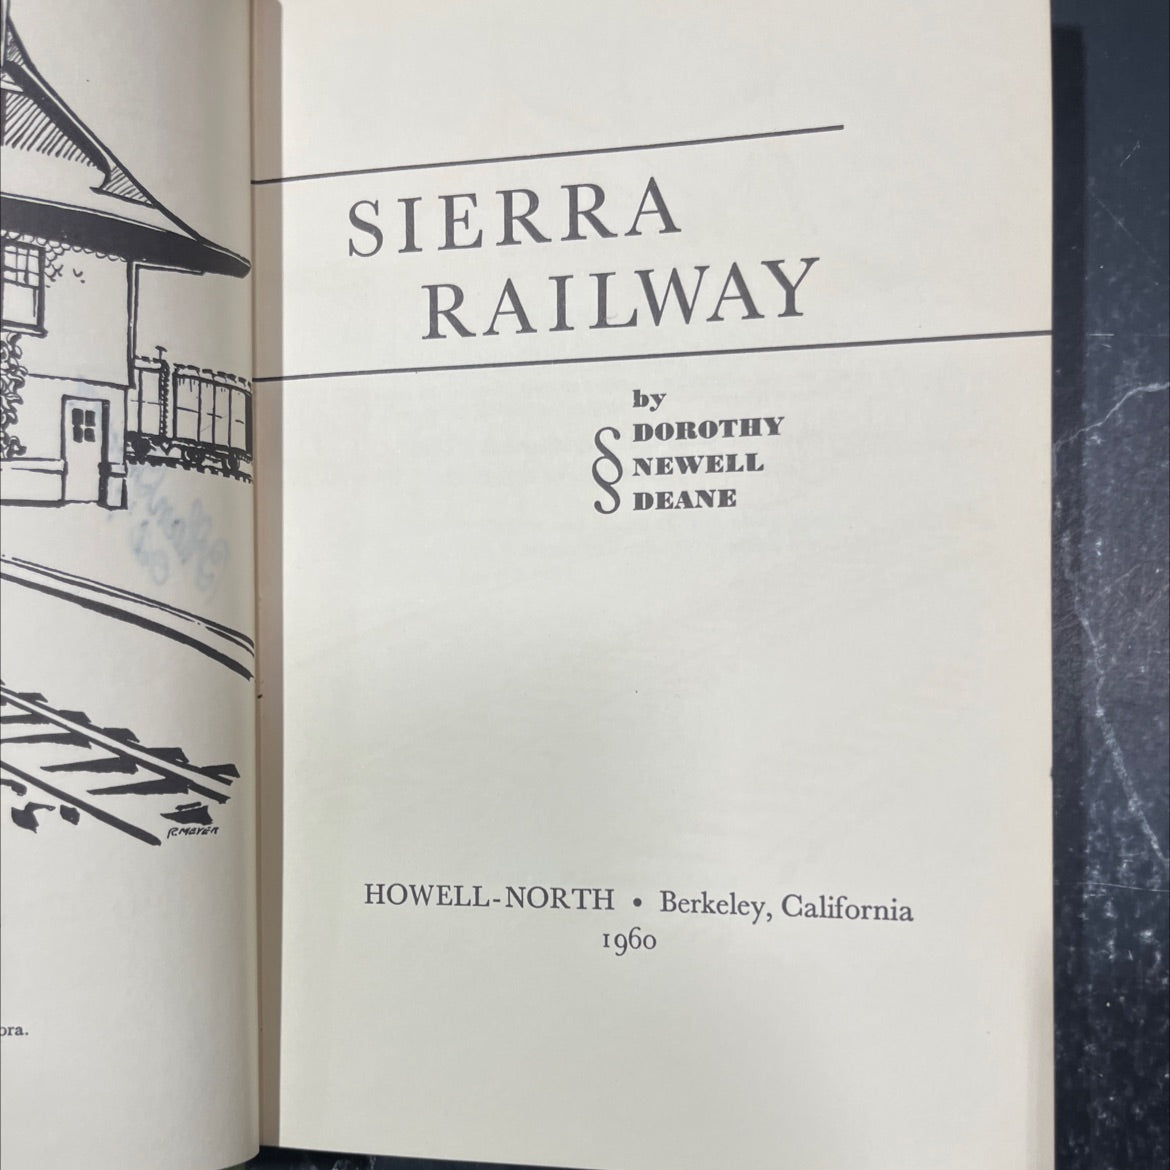 SIERRA
RAILWAY
by
§ DOROTHY
NEWELL
DEANE
R. MEYER
HOWELL-NORTH • Berkeley, California
1960
ora.